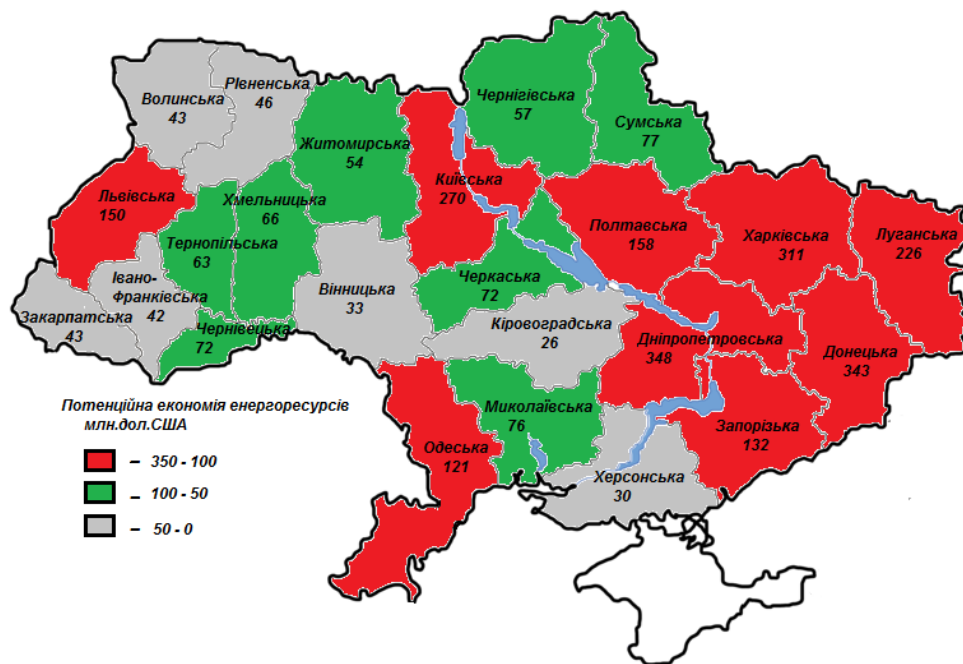 Волинська
43
Рівненська
46
Житомирська
54
Чернігівська
57
Сумська
77
Київська
270
Львівська
150
Хмельницька
66
Тернопільська
63
Полтавська
158
Харківська
311
Луганська
226
Івано-
франківська
42
Вінницька
33
Черкаська
72
Закарпатська
43
Чернівецька
72
Кіровоградська
26
Дніпропетровська
348
Донецька
343
Миколаївська
76
Запорізька
132
Одеська
121
Херсонська
30
Потенційна економія енергоресурсів
млн.дол.США
– 350 - 100
– 100 - 50
– 50 - 0